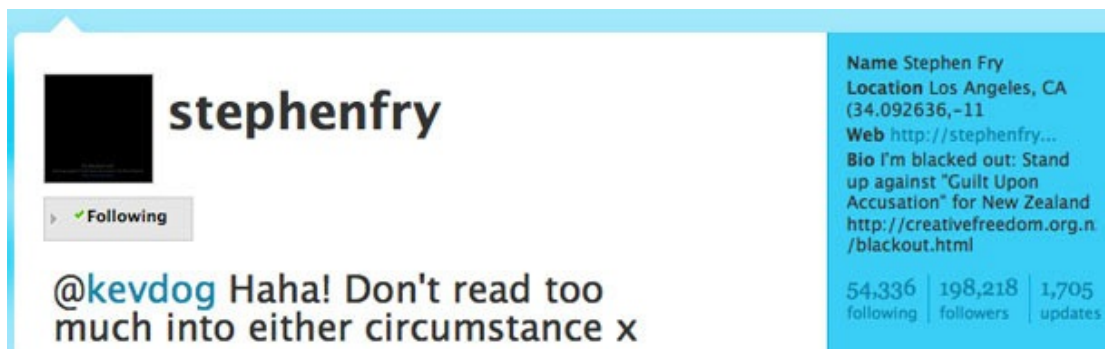 stephenfry
Following
@kevdog Haha! Don't read too
much into either circumstance x
Name Stephen Fry
Location Los Angeles, CA
(34.092636,-11
Web http://stephenfry...
Bio I'm blacked out: Stand
up against "Guilt Upon
Accusation" for New Zealand
http://creativefreedom.org.n
/blackout.html
54,336 198,218 1,705
following followers updates